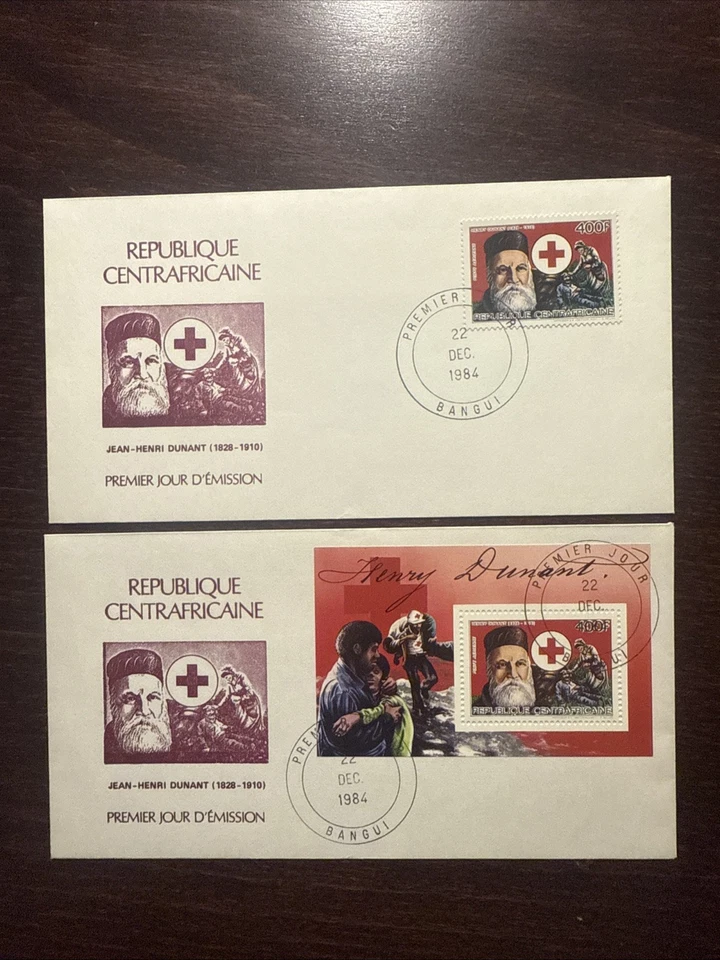 REPUBLIQUE
CENTRAFRICAINE
JEAN-HENRI DUNANT (1828-1910)
PREMIER JOUR D'ÉMISSION
400F
REPUBLIQUE CENTRAFRICAINE
PREMIER JOUR
22
DEC.
1984
BANGUI
REPUBLIQUE
CENTRAFRICAINE
JEAN-HENRI DUNANT (1828-1910)
PREMIER JOUR D'ÉMISSION
Henry Dunant.
400F
REPUBLIQUE CENTRAFRICAINE
PREMIER JOUR
22
DEC.
22
DEC.
1984
BANGUI